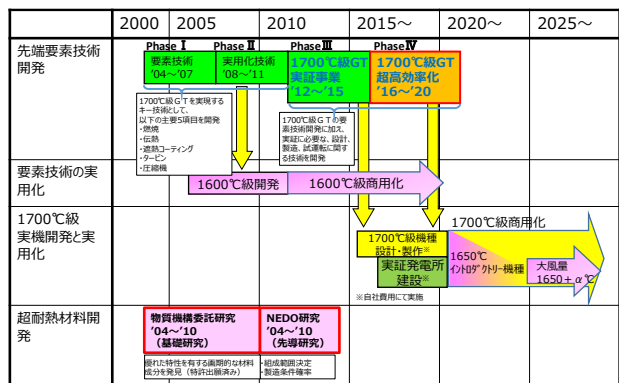 2000
2005
2010
2015～
2020～
2025～
先端要素技術
開発
Phase Ⅰ
Phase Ⅱ
PhaseⅢ
PhaseⅣ
要素技術
'04～'07
実用化技術
'08～'11
1700℃級GT
実証事業
'12～'15
1700℃級GT
超高効率化
'16～'20
1700℃級ＧＴを実現する
キー技術として、
以下の主要5項目を開発
・燃焼
・伝熱
・遮熱コーティング
・タービン
・圧縮機
1700℃級ＧＴの要
素技術開発に加え、
実証に必要な、設計、
製造、試運転に関す
る技術を開発
要素技術の実
用化
1600℃級開発
1600℃級商用化
1700℃級
実機開発と実
用化
1700℃級商用化
1700℃級機種
設計・製作※
実証発電所
建設※
※自社費用にて実施
1650℃
イントロダクトリー機種
大風量
1650+α℃
超耐熱材料開
発
物質機構委託研究
'04～'10
（基礎研究）
NEDO研究
'04～'10
（先導研究）
優れた特性を有する画期的な材料
成分を発見（特許出願済み）
・組成範囲決定
・製造条件確率